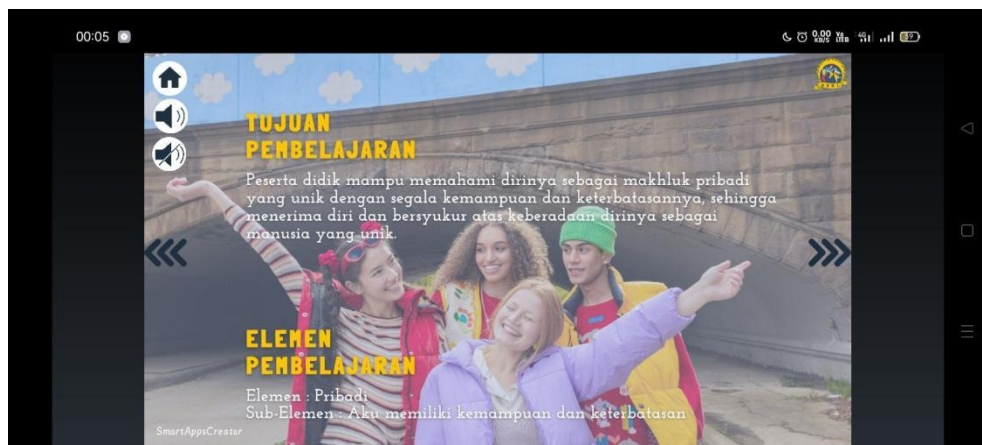 00:05
0.00
KB/S
4G
89
TUJUAN
PEMBELAJARAN
Peserta didik mampu memahami dirinya sebagai makhluk pribadi
yang unik dengan segala kemampuan dan keterbatasannya, sehingga
menerima diri dan bersyukur atas keberadaan dirinya sebagai
manusia yang unik.
ELEMEN
PEMBELAJARAN
Elemen : Pribadi
Sub-Elemen : Aku memiliki kemampuan dan keterbatasan
SmartAppsCreator